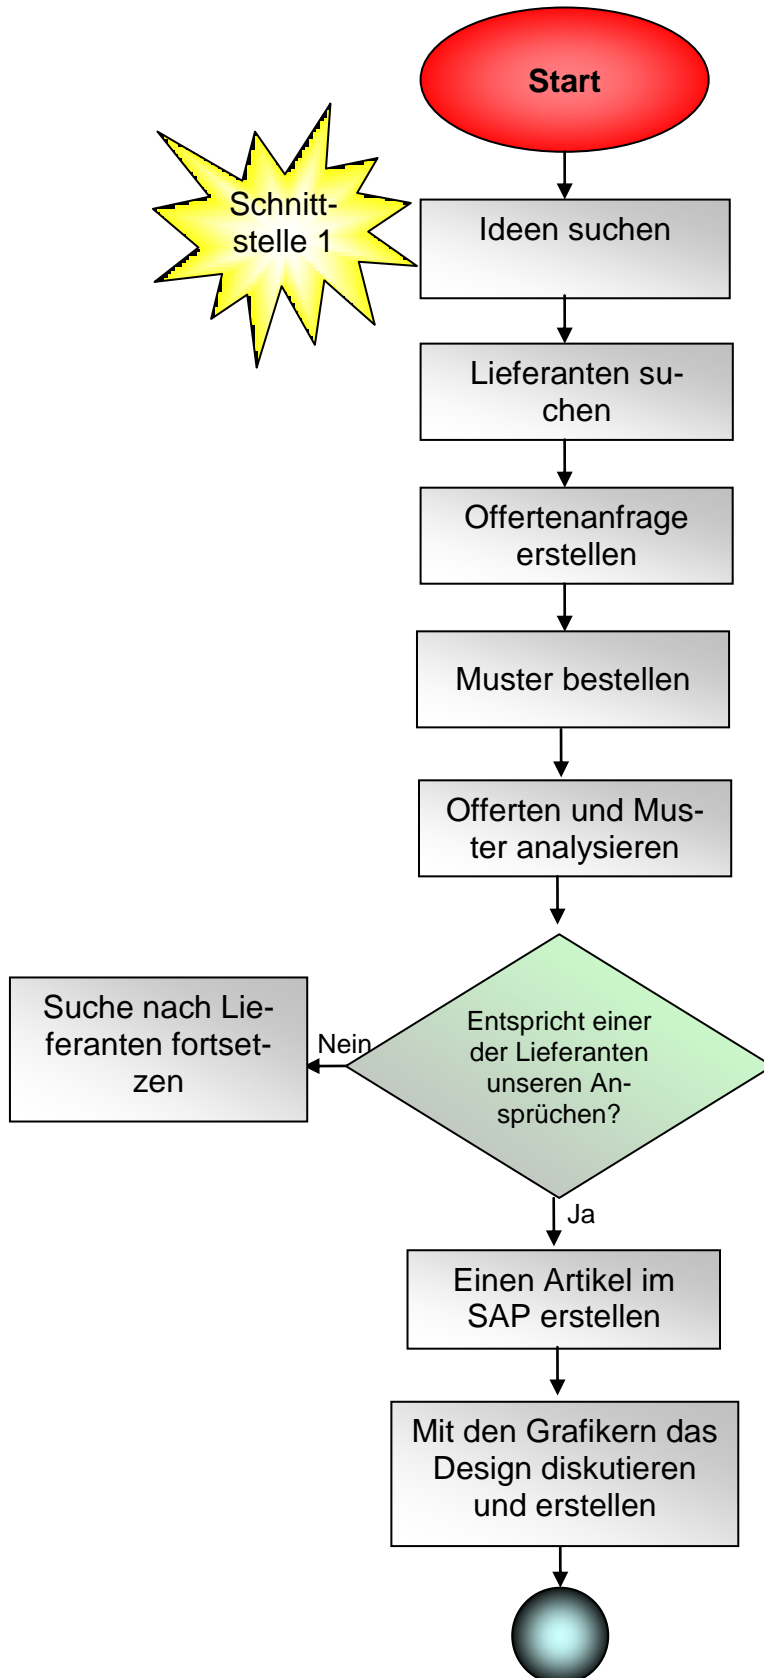 Start
Schnitt-
stelle 1
Ideen suchen
Lieferanten su-
chen
Offertenanfrage
erstellen
Muster bestellen
Offerten und Mus-
ter analysieren
Entspricht einer
der Lieferanten
unseren An-
sprüchen?
Nein
Suche nach Lie-
feranten fortset-
zen
Ja
Einen Artikel im
SAP erstellen
Mit den Grafikern das
Design diskutieren
und erstellen